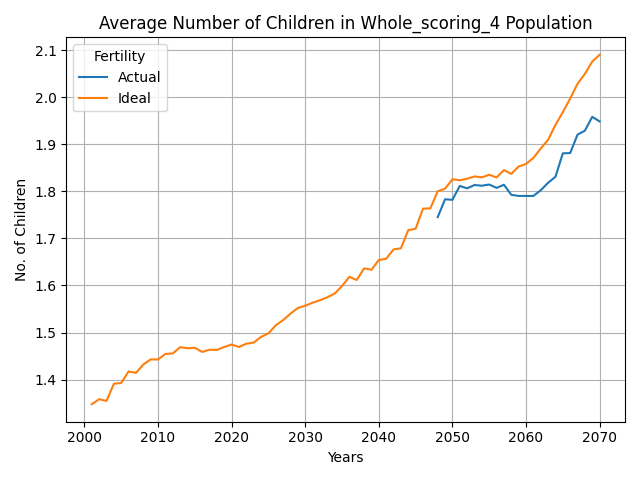 Average Number of Children in Whole_scoring_4 Population
Fertility
Actual
Ideal
2.1
2.0
1.9
1.8
1.7
1.6
1.5
1.4
No. of Children
2000 2010 2020 2030 2040 2050 2060 2070
Years